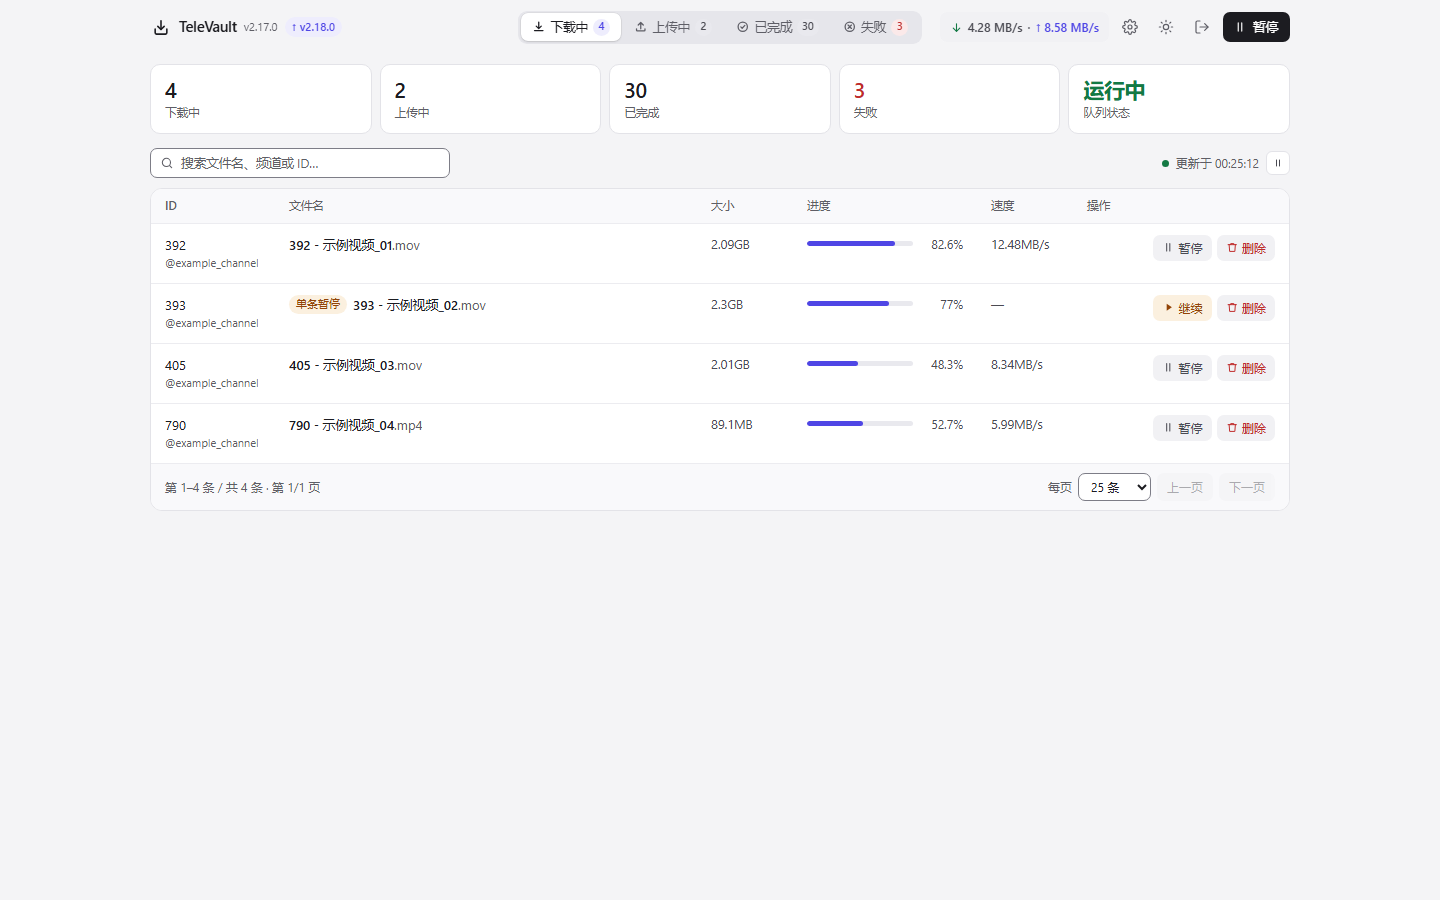 TeleVault v2.17.0 ↑ v2.18.0 下载中 4 上传中 2 已完成 30 失败 3 ↓ 4.28 MB/s · ↑ 8.58 MB/s 暂停
4 2 30 3 运行中
下载中 上传中 已完成 失败 队列状态
搜索文件名、频道或 ID... 更新于 00:25:12
ID 文件名 大小 进度 速度 操作
392 392 - 示例视频_01.mov 2.09GB 82.6% 12.48MB/s 暂停 删除
@example_channel
393 单条暂停 393 - 示例视频_02.mov 2.3GB 77% — 继续 删除
@example_channel
405 405 - 示例视频_03.mov 2.01GB 48.3% 8.34MB/s 暂停 删除
@example_channel
790 790 - 示例视频_04.mp4 89.1MB 52.7% 5.99MB/s 暂停 删除
@example_channel
第 1–4 条 / 共 4 条 · 第 1/1 页 每页 25 条 上一页 下一页